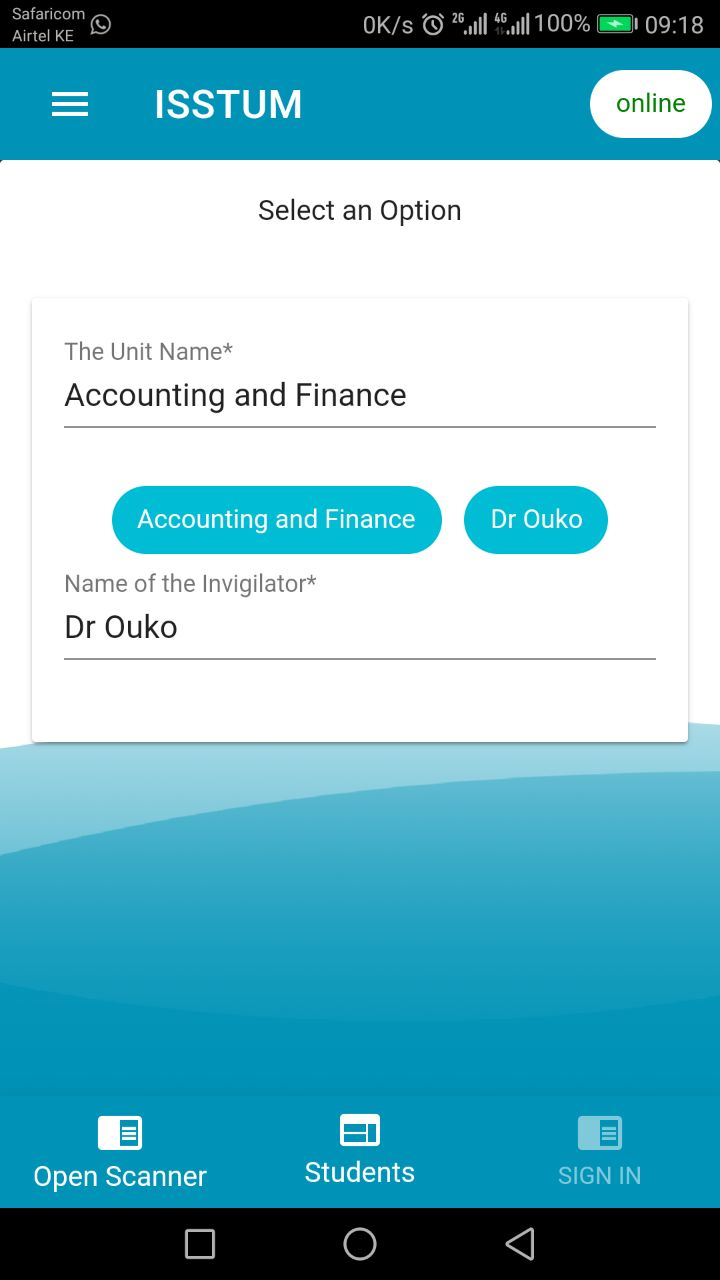 Safaricom
Airtel KE
0K/s 2G 4G 100% 09:18
ISSTUM
online
Select an Option
The Unit Name*
Accounting and Finance
Accounting and Finance Dr Ouko
Name of the Invigilator*
Dr Ouko
Open Scanner Students SIGN IN